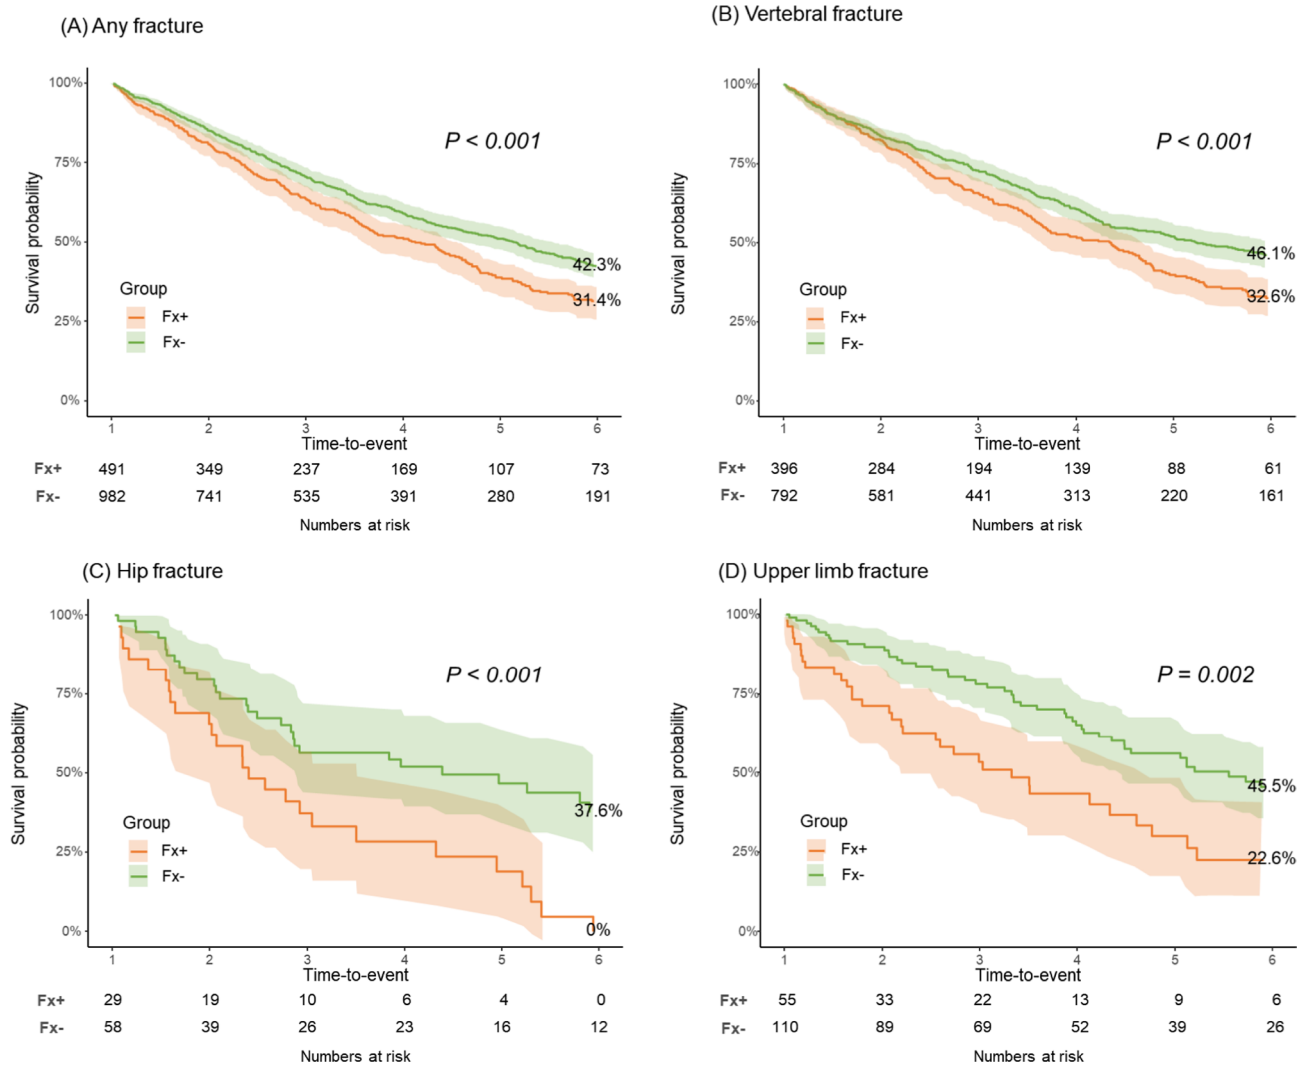 (A) Any fracture
100%
75%
50%
25%
0%
Survival probability
P < 0.001
42.3%
31.4%
Group
Fx+
Fx-
1 2 3 4 5 6
Time-to-event
Fx+ 491 349 237 169 107 73
Fx- 982 741 535 391 280 191
Numbers at risk
(B) Vertebral fracture
100%
75%
50%
25%
0%
Survival probability
P < 0.001
46.1%
32.6%
Group
Fx+
Fx-
1 2 3 4 5 6
Time-to-event
Fx+ 396 284 194 139 88 61
Fx- 792 581 441 313 220 161
Numbers at risk
(C) Hip fracture
100%
75%
50%
25%
0%
Survival probability
P < 0.001
37.6%
0%
Group
Fx+
Fx-
1 2 3 4 5 6
Time-to-event
Fx+ 29 19 10 6 4 0
Fx- 58 39 26 23 16 12
Numbers at risk
(D) Upper limb fracture
100%
75%
50%
25%
0%
Survival probability
P = 0.002
45.5%
22.6%
Group
Fx+
Fx-
1 2 3 4 5 6
Time-to-event
Fx+ 55 33 22 13 9 6
Fx- 110 89 69 52 39 26
Numbers at risk